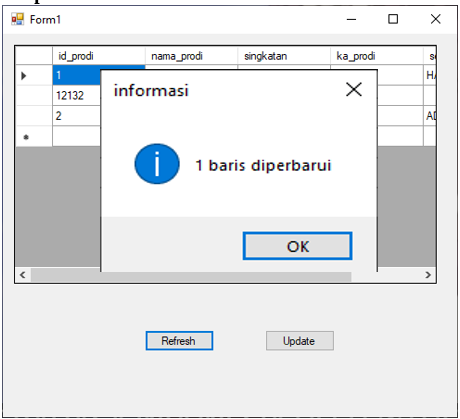 Form1
id_prodi nama_prodi singkatan ka_prodi
1
informasi
12132
2
1 baris diperbarui
OK
Refresh Update